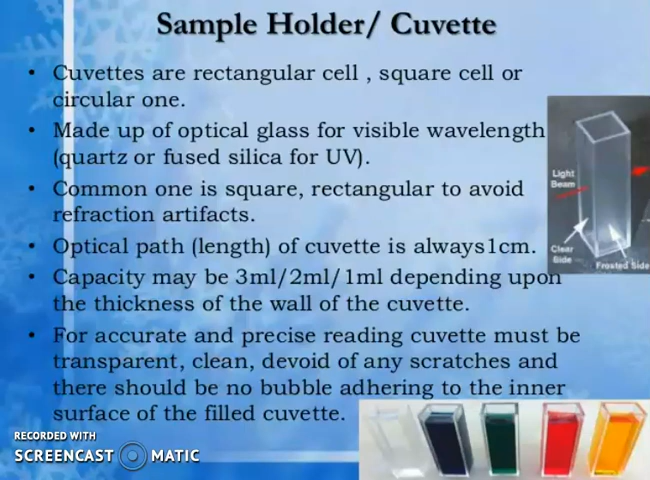 Sample Holder/ Cuvette
• Cuvettes are rectangular cell , square cell or
circular one.
• Made up of optical glass for visible wavelength
(quartz or fused silica for UV).
• Common one is square, rectangular to avoid
refraction artifacts.
• Optical path (length) of cuvette is always1cm.
• Capacity may be 3ml/2ml/1ml depending upon
the thickness of the wall of the cuvette.
• For accurate and precise reading cuvette must be
transparent, clean, devoid of any scratches and
there should be no bubble adhering to the inner
surface of the filled cuvette.
Light
Beam
Clear
Side
Frosted Side
RECORDED WITH
SCREENCAST MATIC